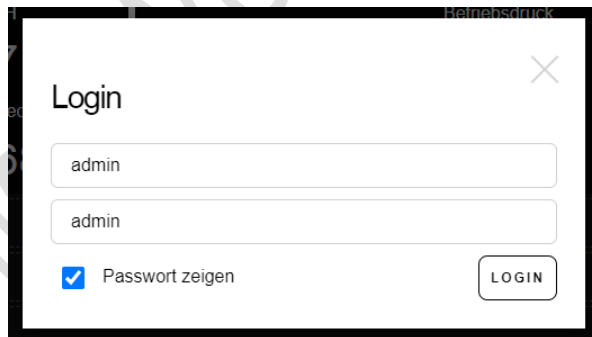 Betriebsdruck
Login
admin
admin
Passwort zeigen
LOGIN